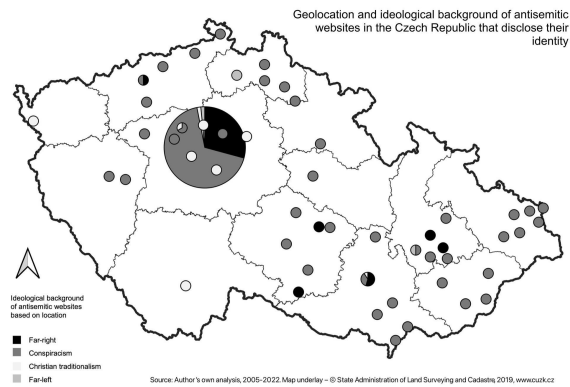 Geolocation and ideological background of antisemitic
websites in the Czech Republic that disclose their
identity
Ideological background
of antisemitic websites
based on location
Far-right
Conspiracism
Christian traditionalism
Far-left
Source: Author's own analysis, 2005-2022. Map underlay – © State Administration of Land Surveying and Cadastre, 2019, www.cuzk.cz